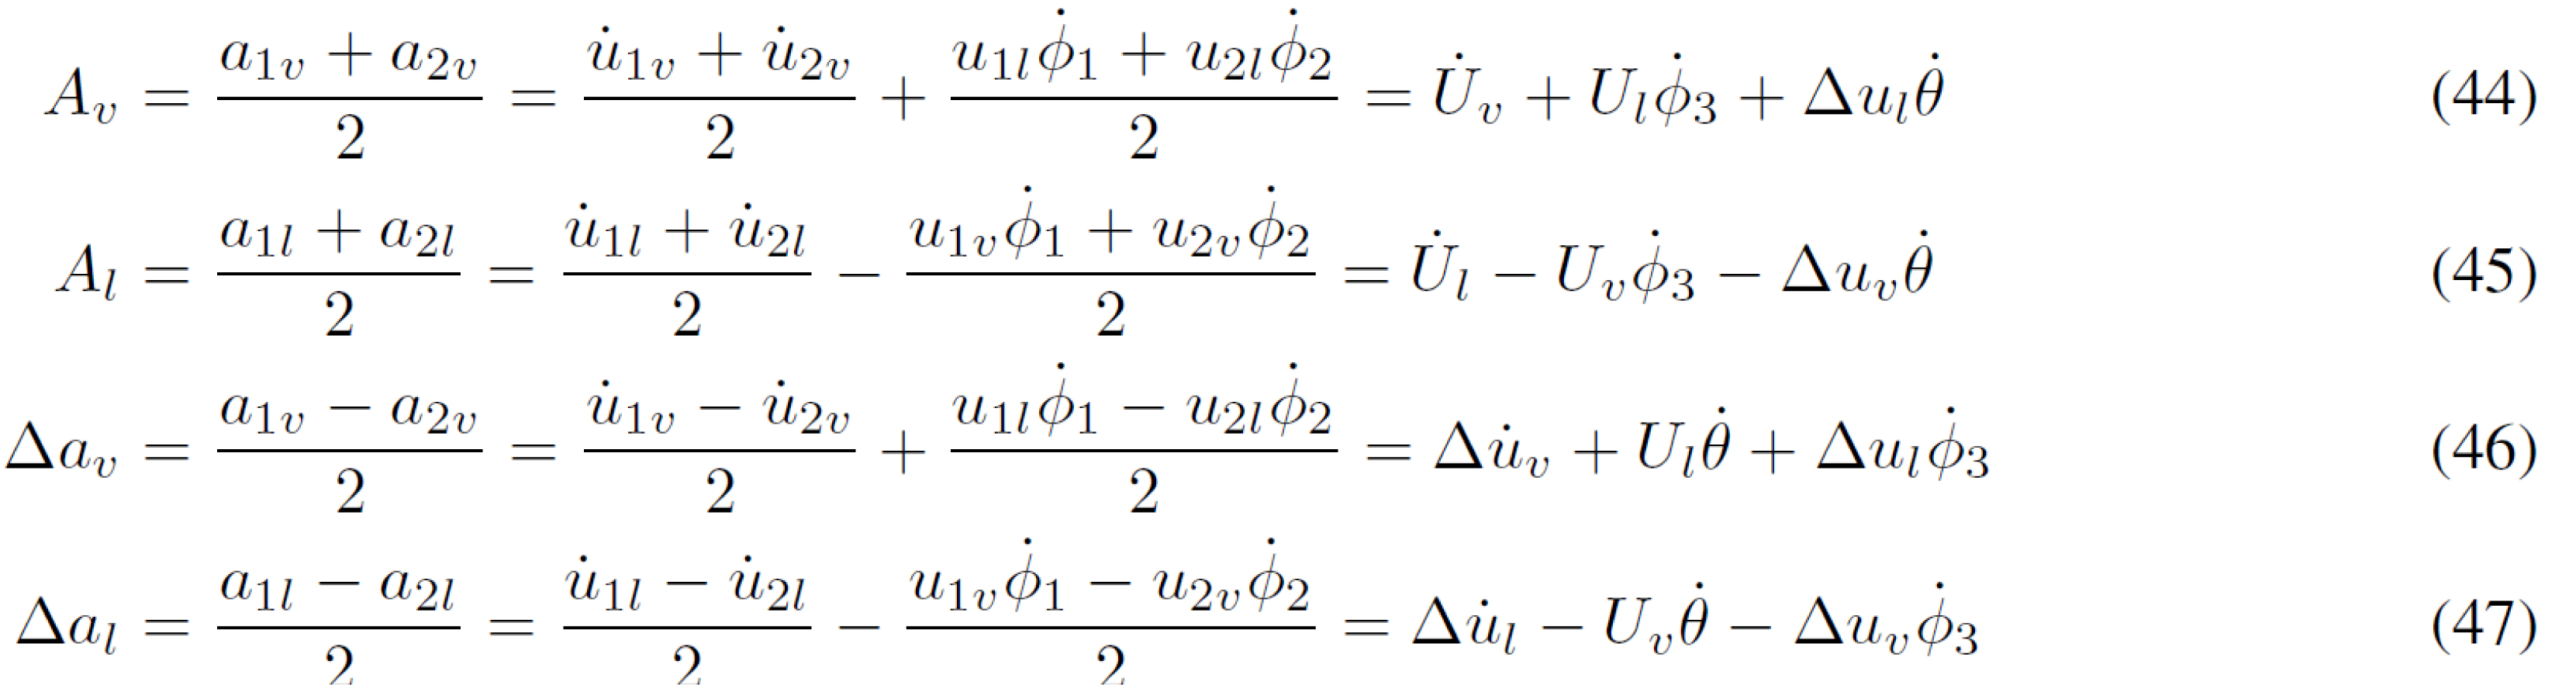 $A_v = \frac{a_{1v} + a_{2v}}{2} = \frac{\dot{u}_{1v} + \dot{u}_{2v}}{2} + \frac{u_{1l}\dot{\phi}_1 + u_{2l}\dot{\phi}_2}{2} = \dot{U}_v + U_l\dot{\phi}_3 + \Delta u_l\dot{\theta}$ (44)
$A_l = \frac{a_{1l} + a_{2l}}{2} = \frac{\dot{u}_{1l} + \dot{u}_{2l}}{2} - \frac{u_{1v}\dot{\phi}_1 + u_{2v}\dot{\phi}_2}{2} = \dot{U}_l - U_v\dot{\phi}_3 - \Delta u_v\dot{\theta}$ (45)
$\Delta a_v = \frac{a_{1v} - a_{2v}}{2} = \frac{\dot{u}_{1v} - \dot{u}_{2v}}{2} + \frac{u_{1l}\dot{\phi}_1 - u_{2l}\dot{\phi}_2}{2} = \Delta \dot{u}_v + U_l\dot{\theta} + \Delta u_l\dot{\phi}_3$ (46)
$\Delta a_l = \frac{a_{1l} - a_{2l}}{2} = \frac{\dot{u}_{1l} - \dot{u}_{2l}}{2} - \frac{u_{1v}\dot{\phi}_1 - u_{2v}\dot{\phi}_2}{2} = \Delta \dot{u}_l - U_v\dot{\theta} - \Delta u_v\dot{\phi}_3$ (47)